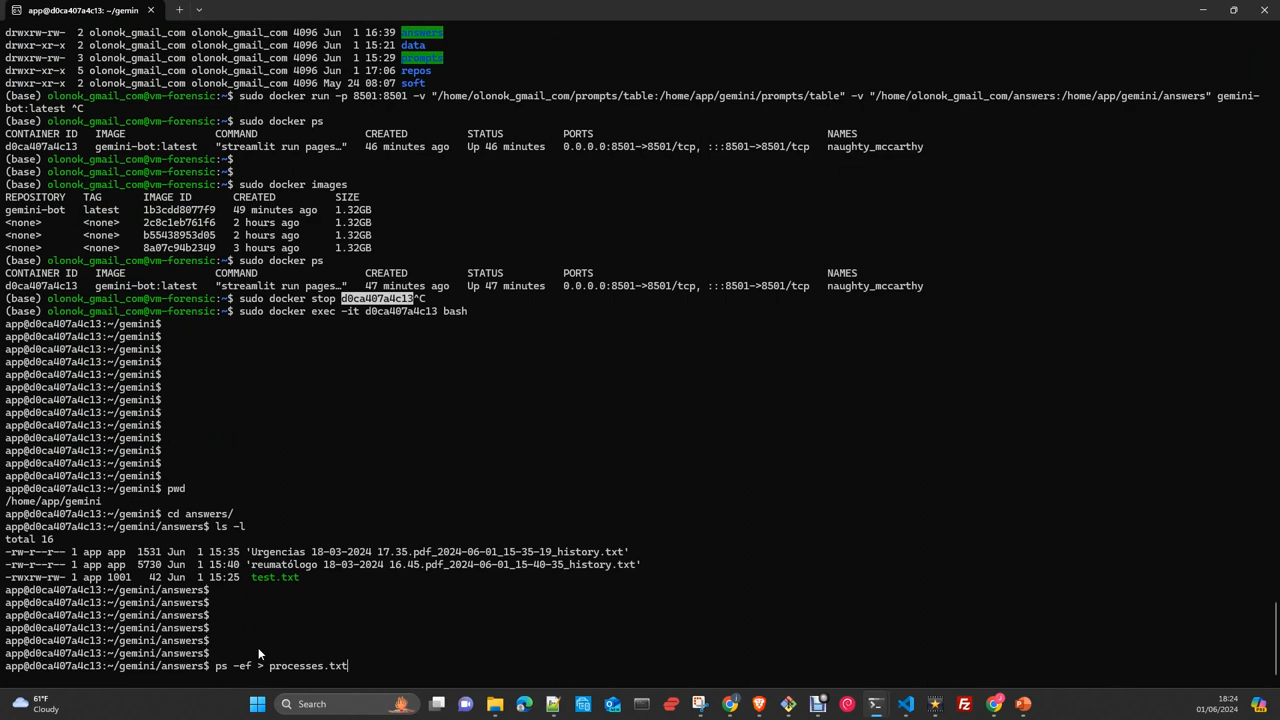 app@d0ca407a4c13: ~/gemin
drwxrw-rw- 2 olonok_gmail_com olonok_gmail_com 4096 Jun 1 16:39 answers
drwxr-xr-x 2 olonok_gmail_com olonok_gmail_com 4096 Jun 1 15:21 data
drwxrw-rw- 3 olonok_gmail_com olonok_gmail_com 4096 Jun 1 15:29 prompts
drwxr-xr-x 5 olonok_gmail_com olonok_gmail_com 4096 Jun 1 17:06 repos
drwxr-xr-x 2 olonok_gmail_com olonok_gmail_com 4096 May 24 08:07 soft
(base) olonok_gmail_com@vm-forensic:~$ sudo docker run -p 8501:8501 -v "/home/olonok_gmail_com/prompts/table:/home/app/gemini/prompts/table" -v "/home/olonok_gmail_com/answers:/home/app/gemini/answers" gemini-
bot:latest ^C
(base) olonok_gmail_com@vm-forensic:~$ sudo docker ps
CONTAINER ID IMAGE COMMAND CREATED STATUS PORTS NAMES
d0ca407a4c13 gemini-bot:latest "streamlit run pages…" 46 minutes ago Up 46 minutes 0.0.0.0:8501->8501/tcp, :::8501->8501/tcp naughty_mccarthy
(base) olonok_gmail_com@vm-forensic:~$
(base) olonok_gmail_com@vm-forensic:~$
(base) olonok_gmail_com@vm-forensic:~$ sudo docker images
REPOSITORY TAG IMAGE ID CREATED SIZE
gemini-bot latest 1b3cdd8077f9 49 minutes ago 1.32GB
<none> <none> 2c8c1eb761f6 2 hours ago 1.32GB
<none> <none> b55438953d05 2 hours ago 1.32GB
<none> <none> 8a07c94b2349 3 hours ago 1.32GB
(base) olonok_gmail_com@vm-forensic:~$ sudo docker ps
CONTAINER ID IMAGE COMMAND CREATED STATUS PORTS NAMES
d0ca407a4c13 gemini-bot:latest "streamlit run pages…" 47 minutes ago Up 47 minutes 0.0.0.0:8501->8501/tcp, :::8501->8501/tcp naughty_mccarthy
(base) olonok_gmail_com@vm-forensic:~$ sudo docker stop d0ca407a4c13^C
(base) olonok_gmail_com@vm-forensic:~$ sudo docker exec -it d0ca407a4c13 bash
app@d0ca407a4c13:~/gemini$
app@d0ca407a4c13:~/gemini$
app@d0ca407a4c13:~/gemini$
app@d0ca407a4c13:~/gemini$
app@d0ca407a4c13:~/gemini$
app@d0ca407a4c13:~/gemini$
app@d0ca407a4c13:~/gemini$
app@d0ca407a4c13:~/gemini$
app@d0ca407a4c13:~/gemini$
app@d0ca407a4c13:~/gemini$
app@d0ca407a4c13:~/gemini$
app@d0ca407a4c13:~/gemini$
app@d0ca407a4c13:~/gemini$
app@d0ca407a4c13:~/gemini$ pwd
/home/app/gemini
app@d0ca407a4c13:~/gemini$ cd answers/
app@d0ca407a4c13:~/gemini/answers$ ls -l
total 16
-rw-r--r-- 1 app app 1531 Jun 1 15:35 'Urgencias 18-03-2024 17.35.pdf_2024-06-01_15-35-19_history.txt'
-rw-r--r-- 1 app app 5730 Jun 1 15:40 'reumatólogo 18-03-2024 16.45.pdf_2024-06-01_15-40-35_history.txt'
-rwxrw-rw- 1 app 1001 42 Jun 1 15:25 test.txt
app@d0ca407a4c13:~/gemini/answers$
app@d0ca407a4c13:~/gemini/answers$
app@d0ca407a4c13:~/gemini/answers$
app@d0ca407a4c13:~/gemini/answers$
app@d0ca407a4c13:~/gemini/answers$
app@d0ca407a4c13:~/gemini/answers$
app@d0ca407a4c13:~/gemini/answers$ ps -ef > processes.txt
61°F
Cloudy
Search
18:24
01/06/2024